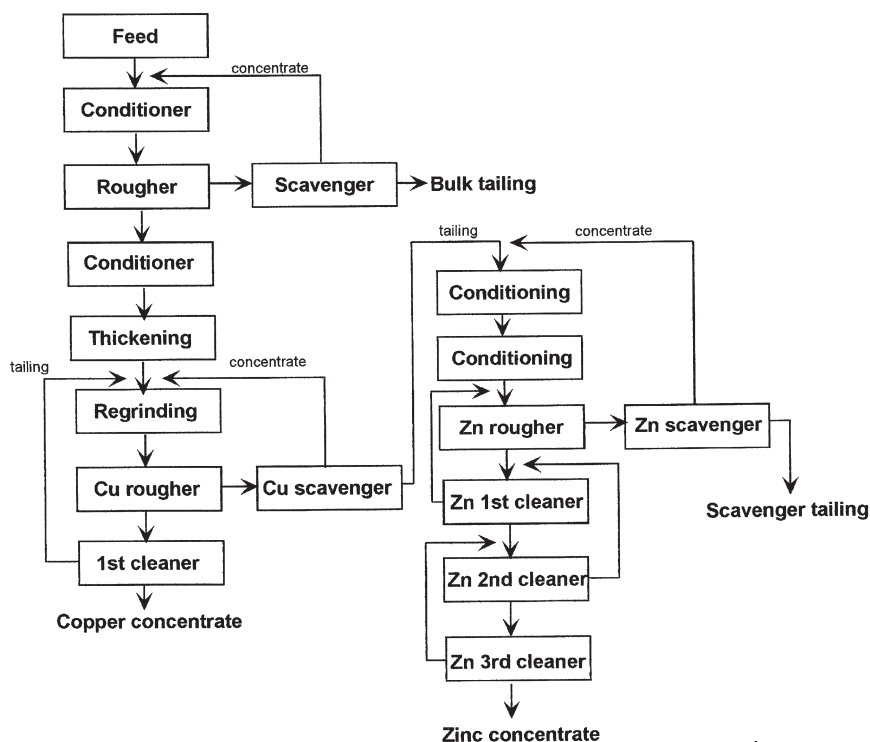 Feed
concentrate
Conditioner
Rougher
Scavenger
Bulk tailing
Conditioner
Thickening
tailing
concentrate
Regrinding
Cu rougher
Cu scavenger
1st cleaner
Copper concentrate
tailing
concentrate
Conditioning
Conditioning
Zn rougher
Zn scavenger
Zn 1st cleaner
Scavenger tailing
Zn 2nd cleaner
Zn 3rd cleaner
Zinc concentrate